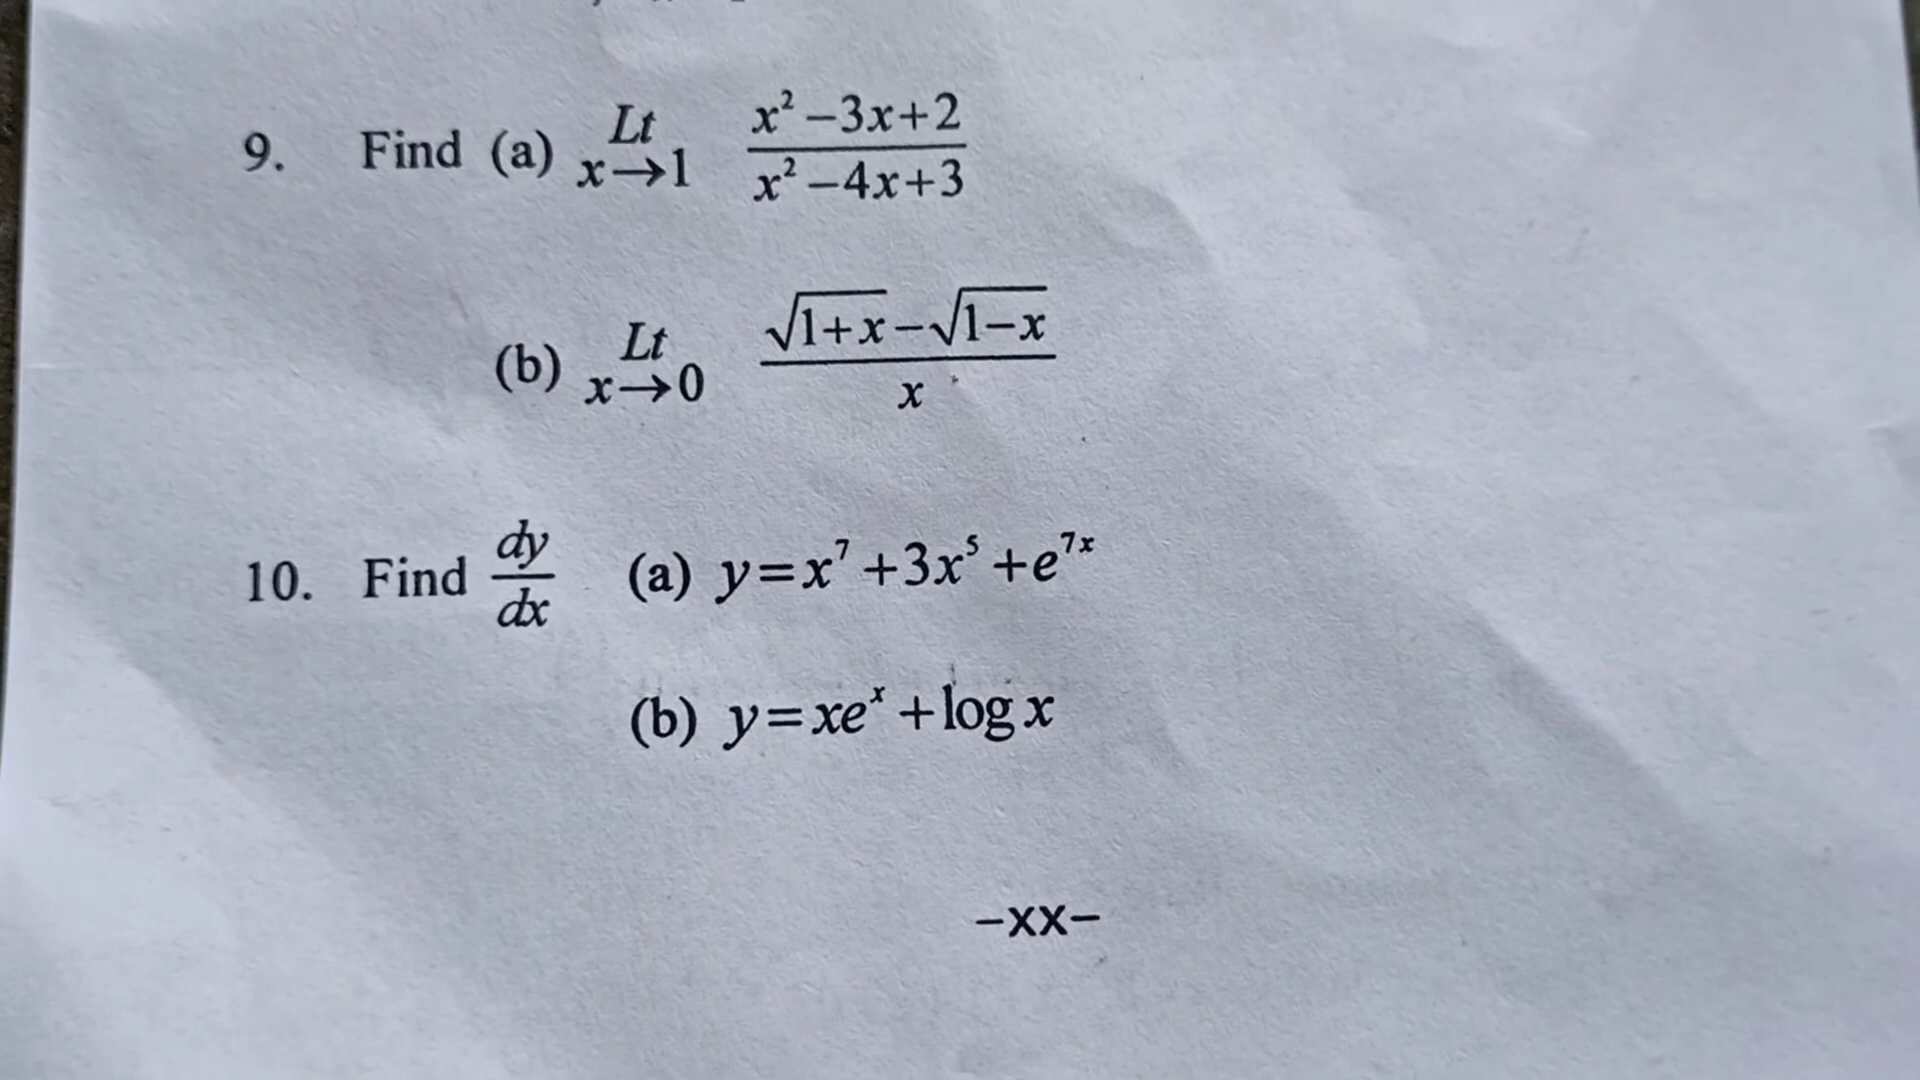 9. Find (a) Lt x→1 x²−3x+2 / x²−4x+3
(b) Lt x→0 √1+x−√1−x / x
10. Find dy/dx (a) y=x⁷+3x⁵+e⁷ˣ
(b) y=xeˣ+log x
−xx−